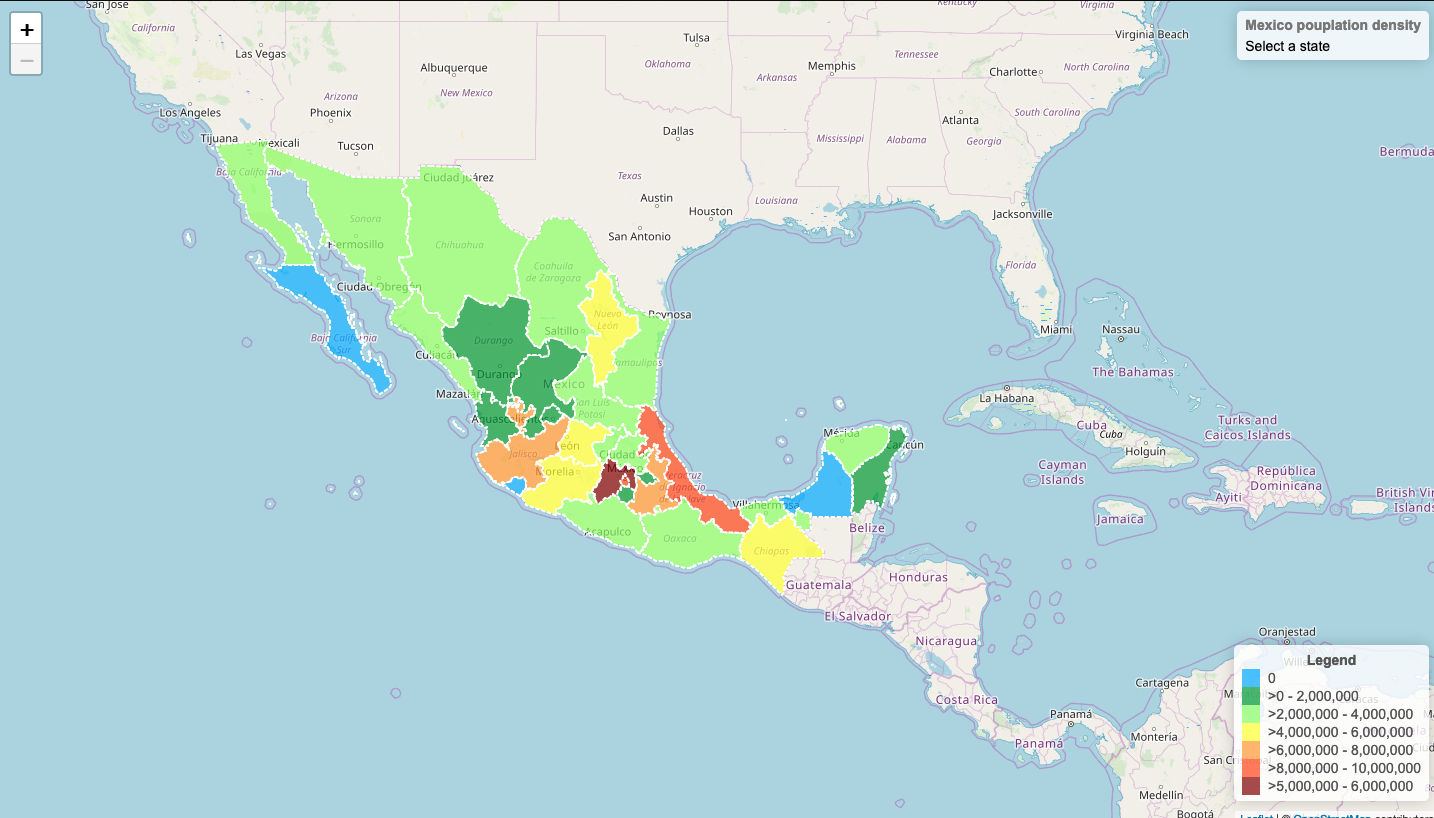 San Jose
+
−
Mexico pouplation density
Select a state
California
Las Vegas
Albuquerque
New Mexico
Arizona
Phoenix
Los Angeles
Tijuana
Mexicali
Tucson
Tulsa
Oklahoma
Arkansas
Memphis
Tennessee
Kentucky
Virginia
Virginia Beach
Charlotte
North Carolina
South Carolina
Atlanta
Mississippi
Alabama
Georgia
Dallas
Texas
Austin
Houston
San Antonio
Louisiana
Jacksonville
Florida
Miami
Bermuda
Baja California
Ciudad Juárez
Sonora
Hermosillo
Chihuahua
Coahuila
de Zaragoza
Ciudad Obregón
Nuevo
León
Reynosa
Baja California
Sur
Saltillo
Durango
Durango
Tamaulipas
Culiacán
México
Mazatlán
San Luis
Potosí
Aguascalientes
Jalisco
León
Ciudad de
México
Morelia
Veracruz
de Ignacio
de la Llave
Acapulco
Oaxaca
Villahermosa
Chiapas
Mérida
Cancún
Belize
Guatemala
Honduras
El Salvador
Nicaragua
Costa Rica
Panamá
Panamá
Nassau
The Bahamas
La Habana
Cuba
Cuba
Holguín
Turks and
Caicos Islands
Cayman
Islands
Jamaica
Ayiti
República
Dominicana
British Vir
Islands
Oranjestad
Cartagena
Montería
Medellín
Bogotá
San Cristóbal
Legend
0
>0 - 2,000,000
>2,000,000 - 4,000,000
>4,000,000 - 6,000,000
>6,000,000 - 8,000,000
>8,000,000 - 10,000,000
>5,000,000 - 6,000,000
Leaflet | © OpenStreetMap contributors